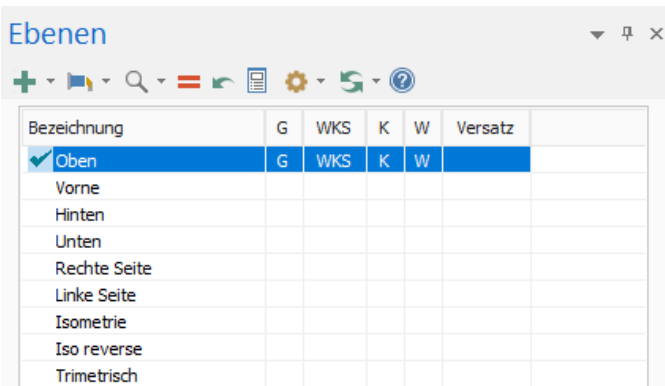 Ebenen
Bezeichnung G WKS K W Versatz
Oben G WKS K W
Vorne
Hinten
Unten
Rechte Seite
Linke Seite
Isometrie
Iso reverse
Trimetrisch